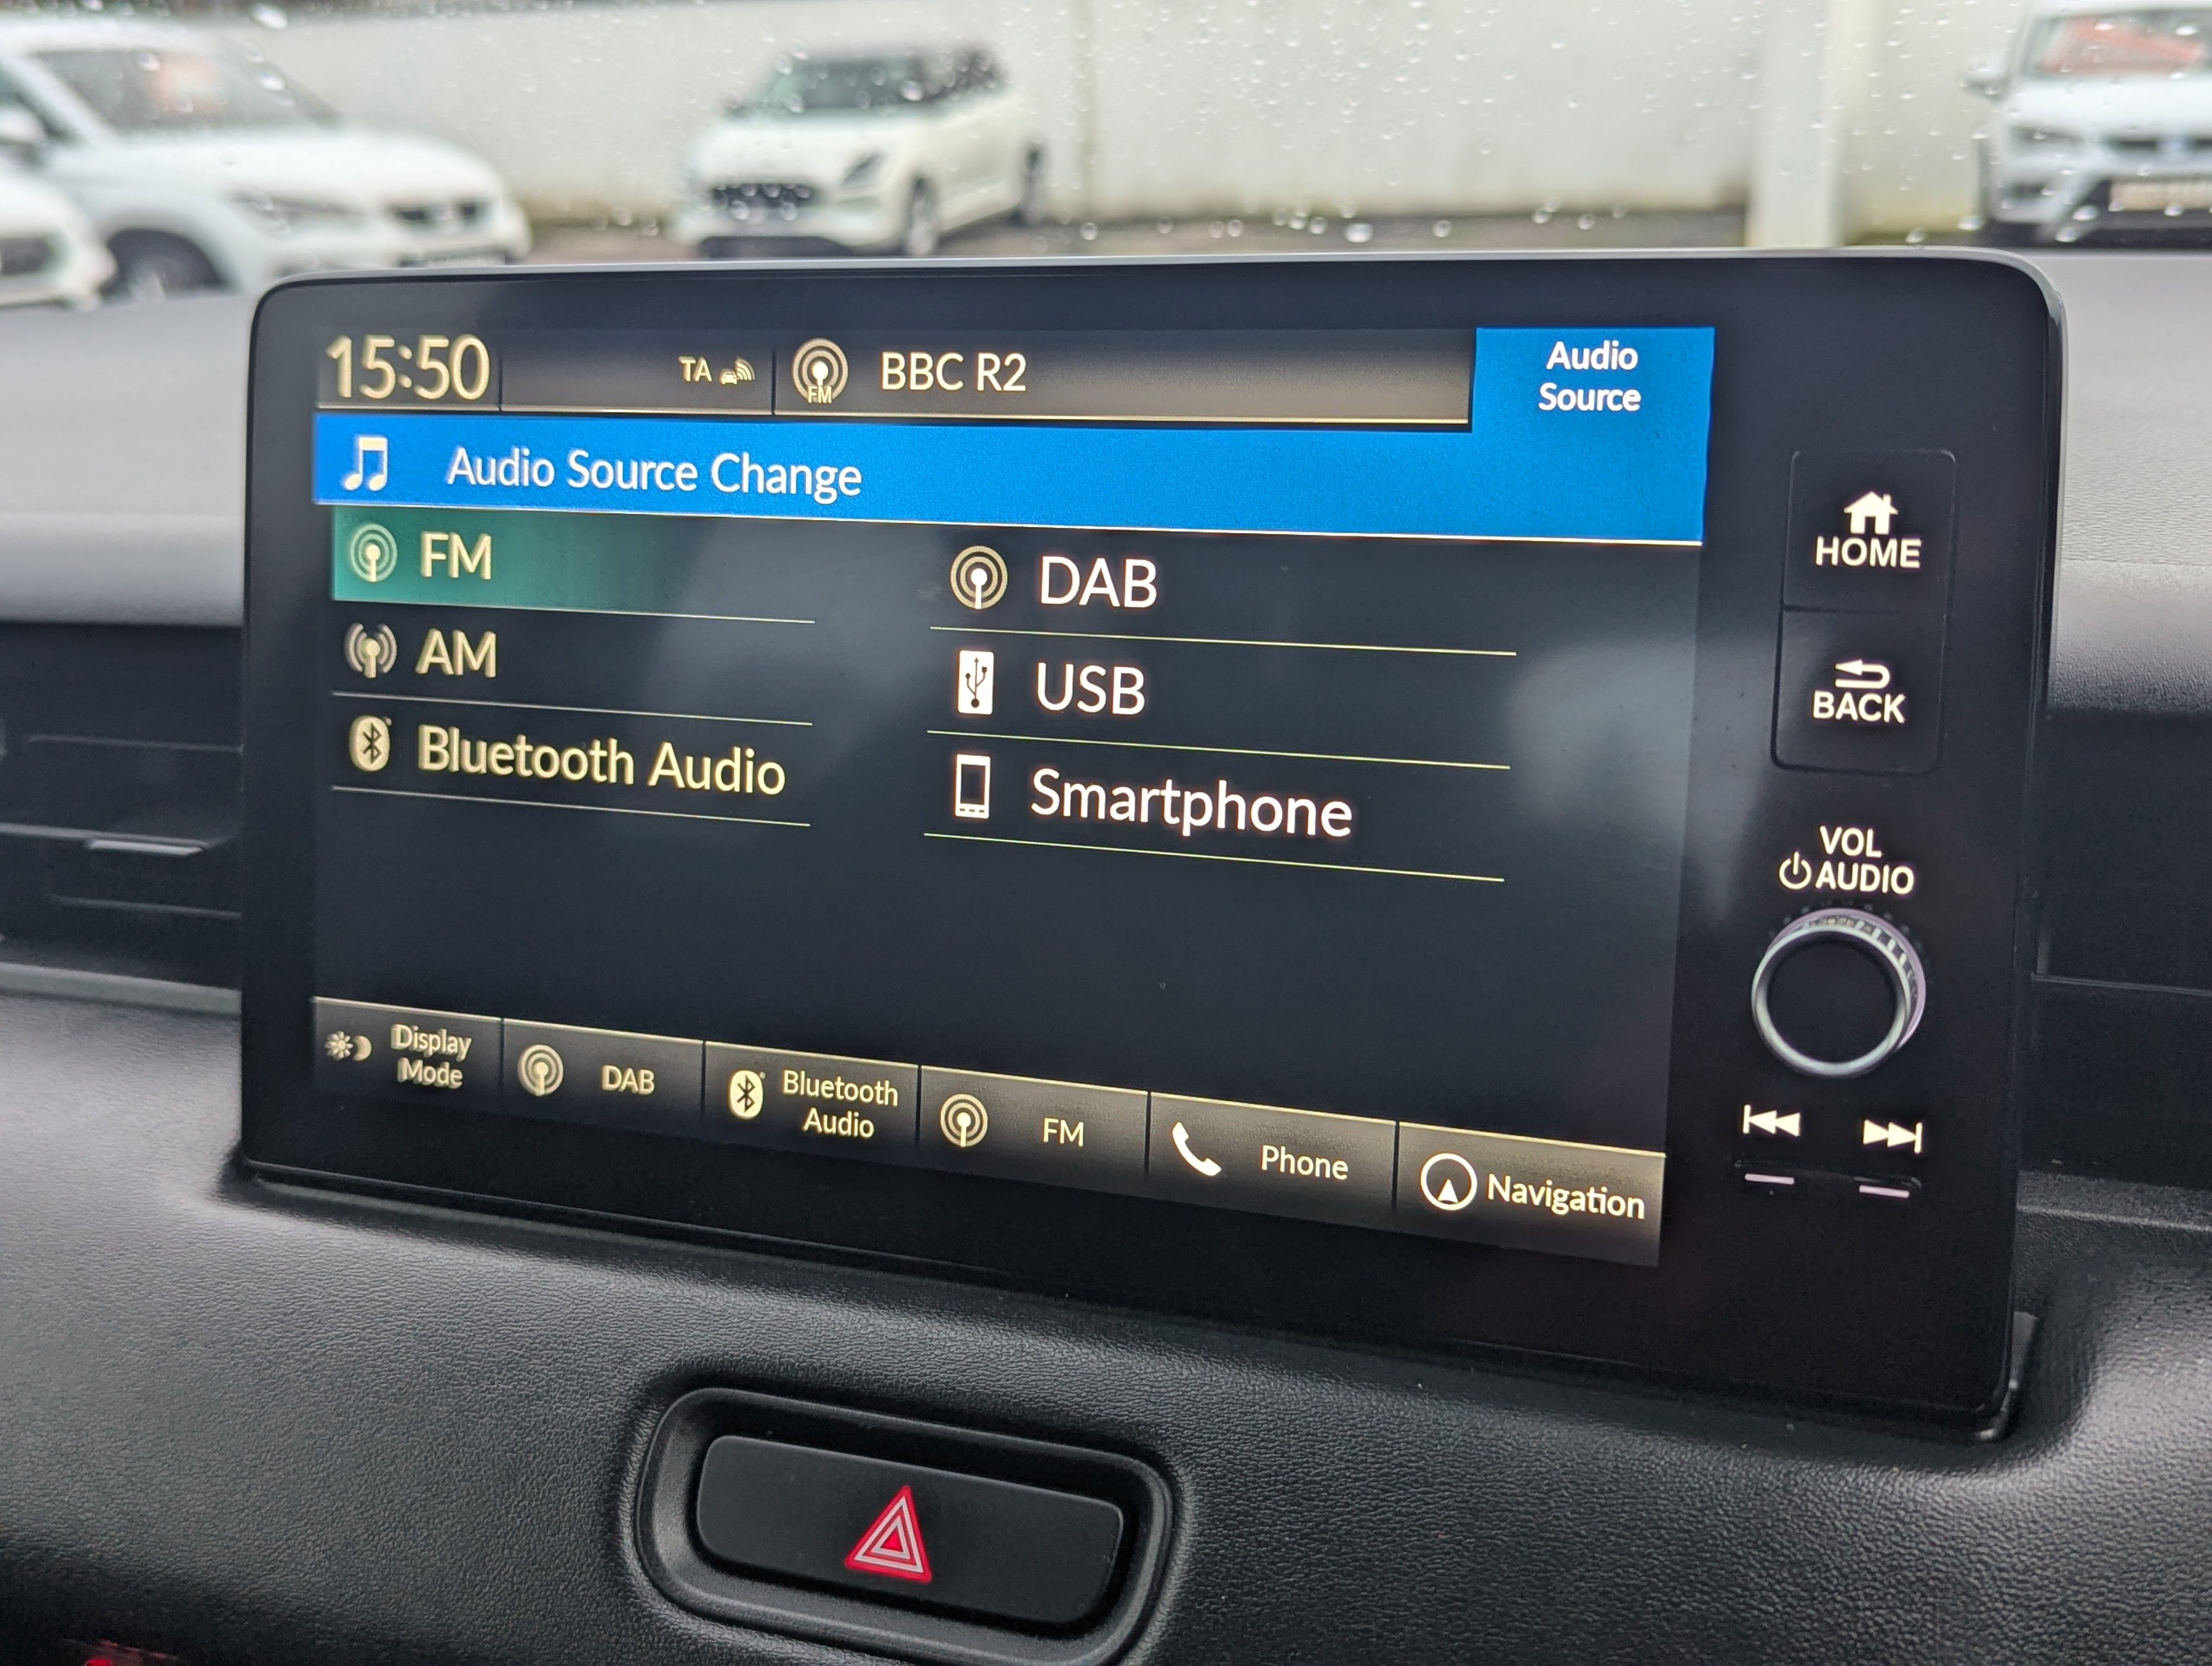 15:50
TA
FM
BBC R2
Audio
Source
Audio Source Change
FM
DAB
AM
USB
Bluetooth Audio
Smartphone
HOME
BACK
VOL
AUDIO
Display
Mode
DAB
Bluetooth
Audio
FM
Phone
Navigation